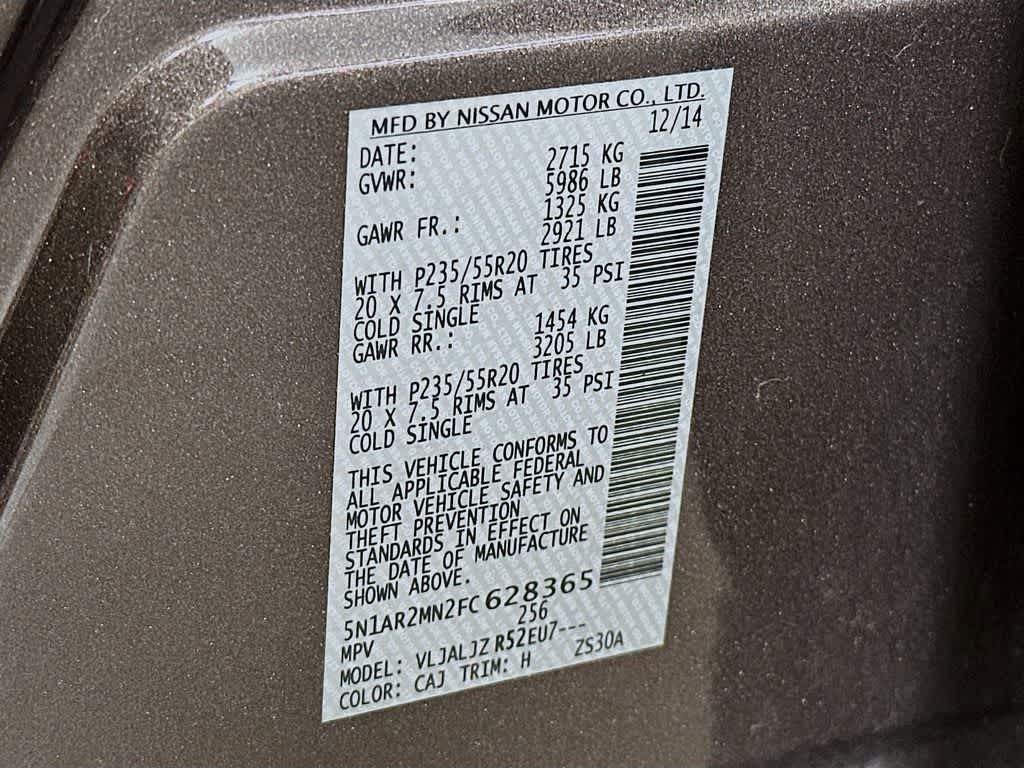 MFD BY NISSAN MOTOR CO., LTD.
DATE: 12/14
GVWR: 2715 KG
5986 LB
GAWR FR.: 1325 KG
2921 LB
WITH P235/55R20 TIRES
20 X 7.5 RIMS AT 35 PSI
COLD SINGLE
GAWR RR.: 1454 KG
3205 LB
WITH P235/55R20 TIRES
20 X 7.5 RIMS AT 35 PSI
COLD SINGLE
THIS VEHICLE CONFORMS TO
ALL APPLICABLE FEDERAL
MOTOR VEHICLE SAFETY AND
THEFT PREVENTION
STANDARDS IN EFFECT ON
THE DATE OF MANUFACTURE
SHOWN ABOVE.
5N1AR2MN2FC628365
MPV 256
MODEL: VLJALJZ R52EU7---
COLOR: CAJ TRIM: H ZS30A